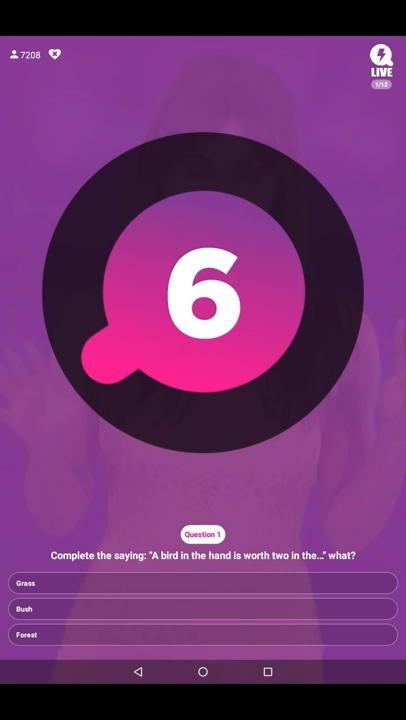 7208
LIVE
1/12
6
Question 1
Complete the saying: "A bird in the hand is worth two in the..." what?
Grass
Bush
Forest